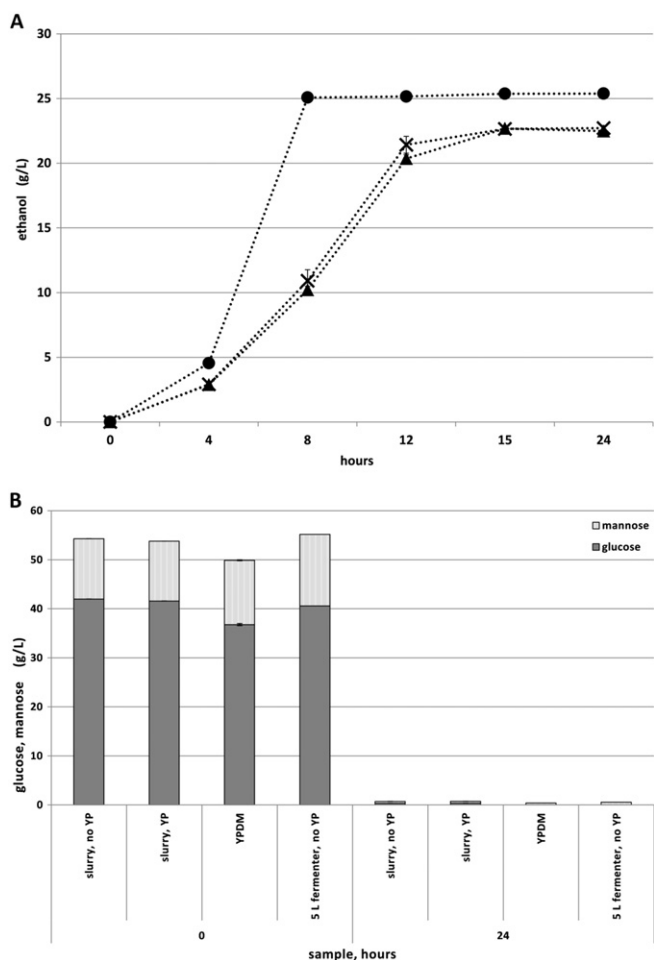 A
30
25
20
15
10
5
0
ethanol (g/L)
0 4 8 12 15 24
hours
B
60
50
40
30
20
10
0
glucose, mannose (g/L)
mannose
glucose
slurry, no YP
slurry, YP
YPDM
5 L fermenter, no YP
slurry, no YP
slurry, YP
YPDM
5 L fermenter, no YP
0 24
sample, hours